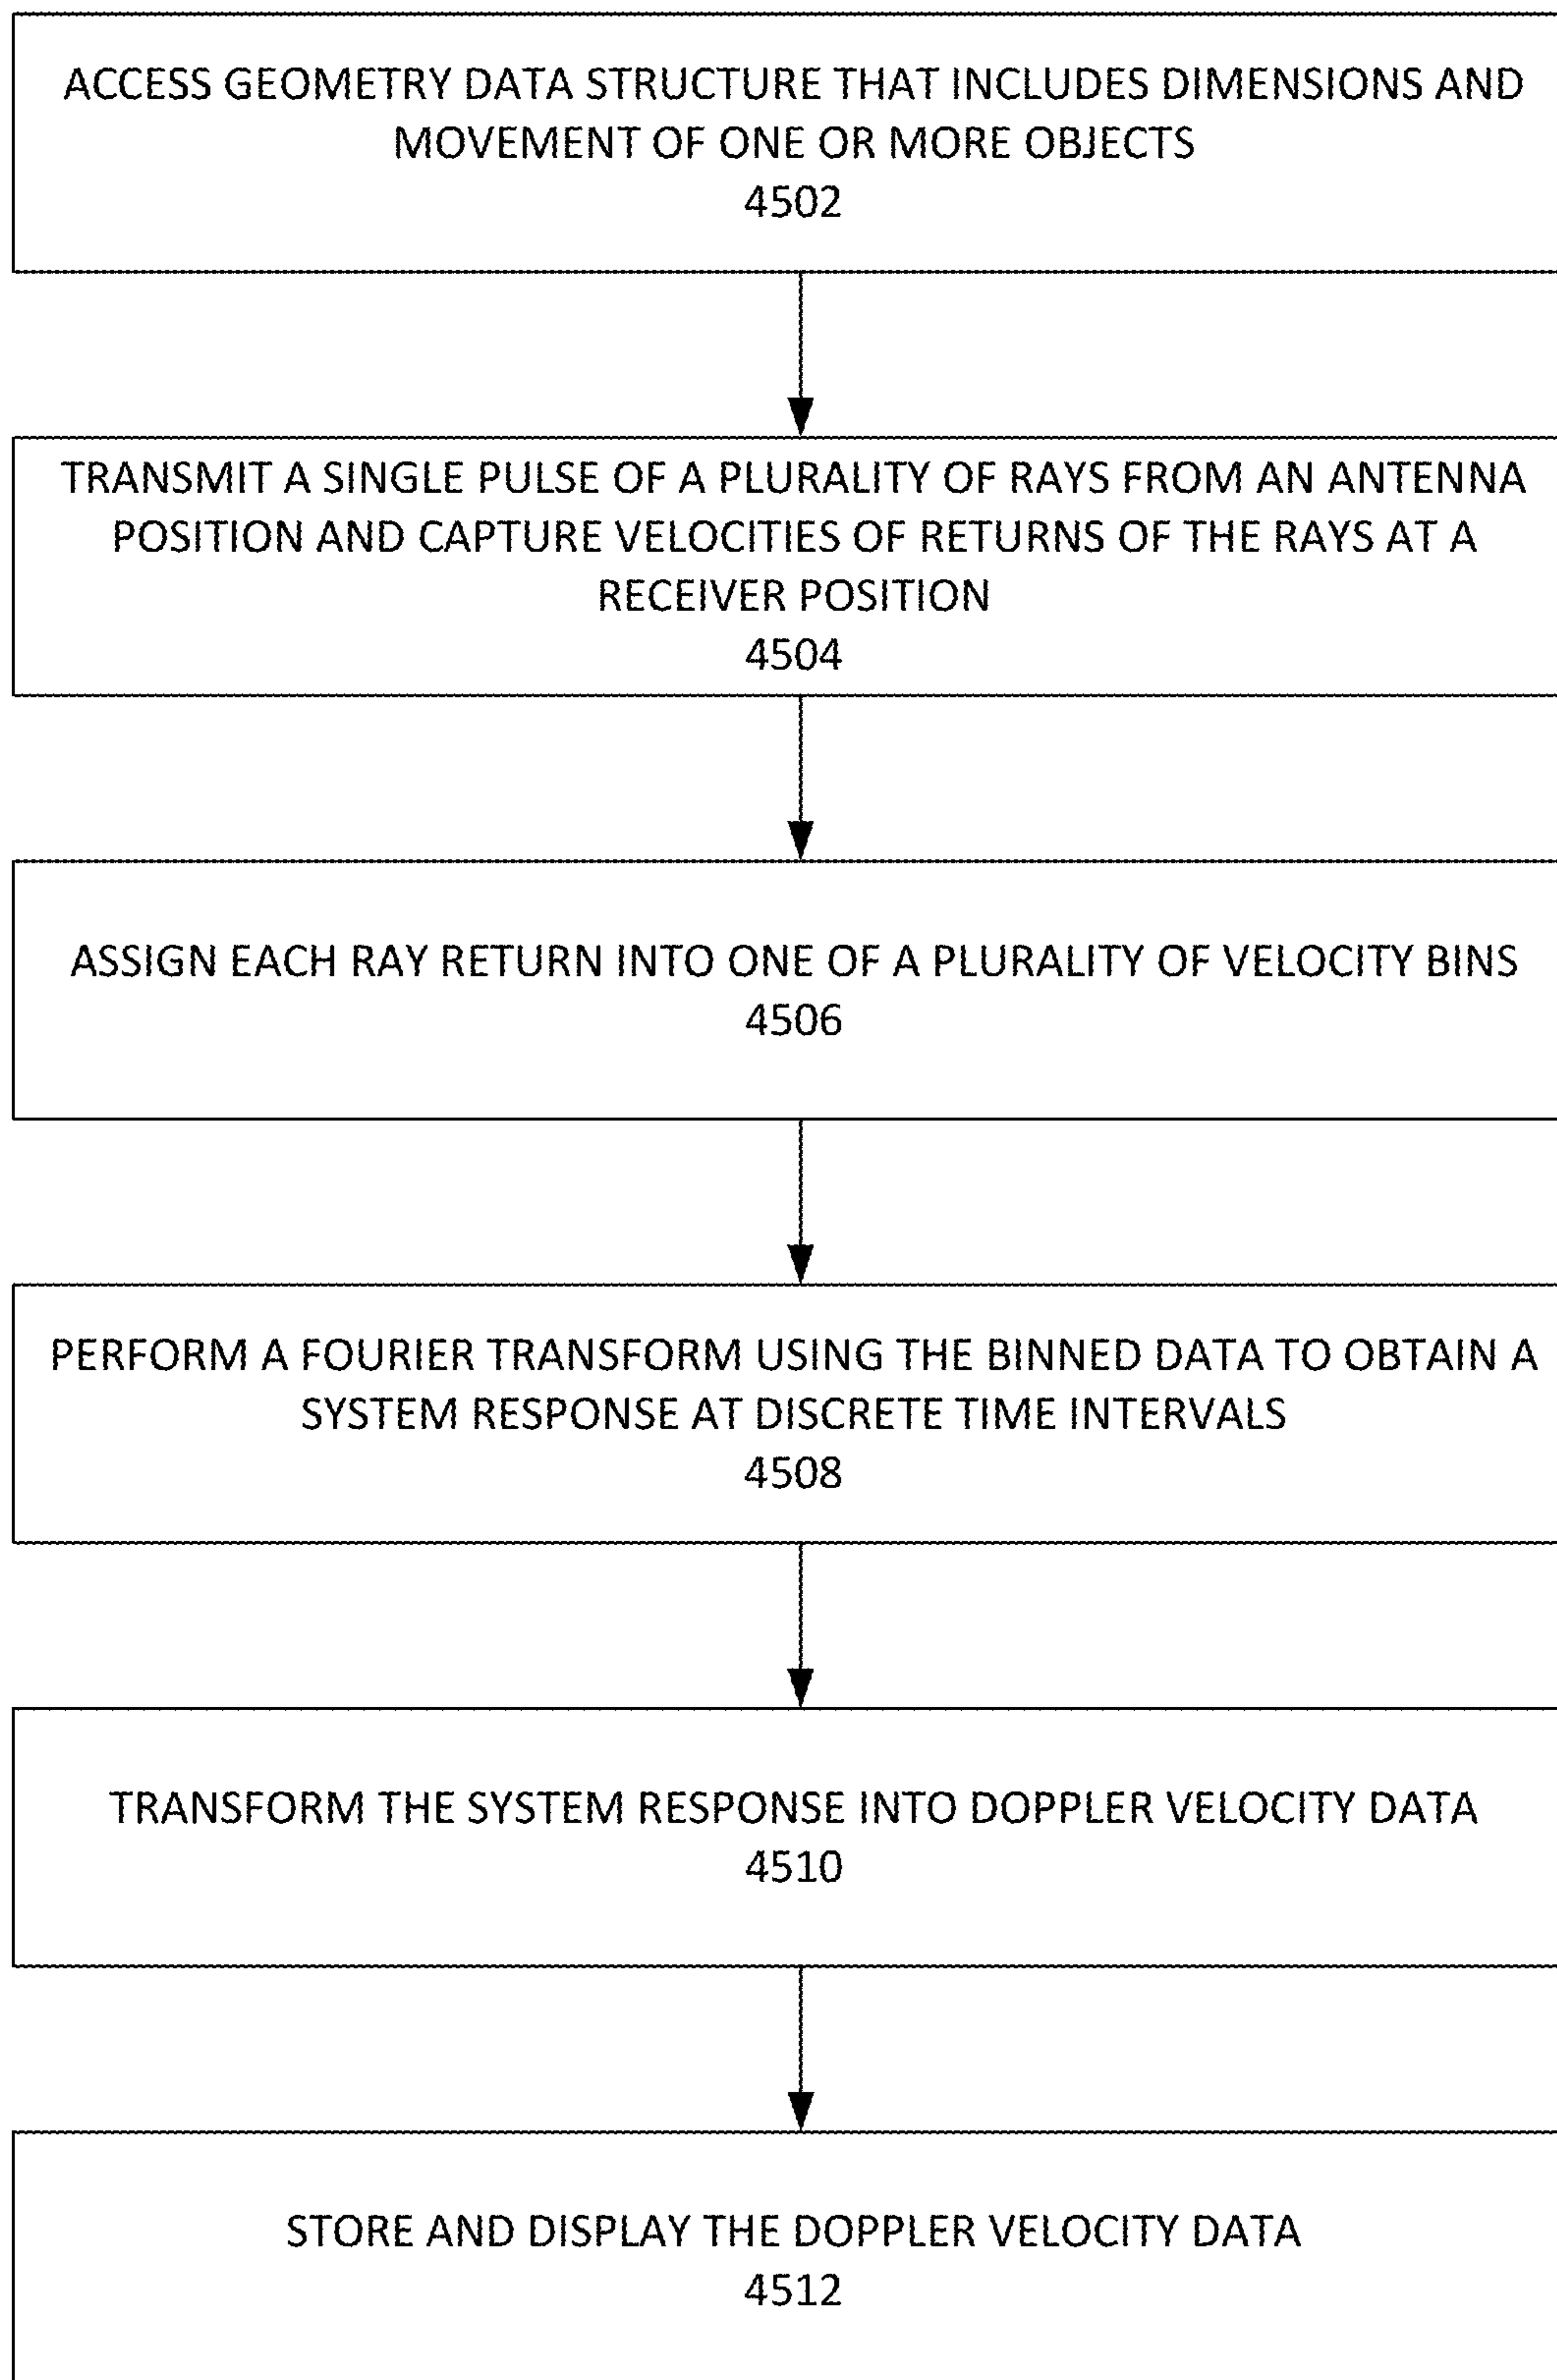 ACCESS GEOMETRY DATA STRUCTURE THAT INCLUDES DIMENSIONS AND
MOVEMENT OF ONE OR MORE OBJECTS
4502
TRANSMIT A SINGLE PULSE OF A PLURALITY OF RAYS FROM AN ANTENNA
POSITION AND CAPTURE VELOCITIES OF RETURNS OF THE RAYS AT A
RECEIVER POSITION
4504
ASSIGN EACH RAY RETURN INTO ONE OF A PLURALITY OF VELOCITY BINS
4506
PERFORM A FOURIER TRANSFORM USING THE BINNED DATA TO OBTAIN A
SYSTEM RESPONSE AT DISCRETE TIME INTERVALS
4508
TRANSFORM THE SYSTEM RESPONSE INTO DOPPLER VELOCITY DATA
4510
STORE AND DISPLAY THE DOPPLER VELOCITY DATA
4512